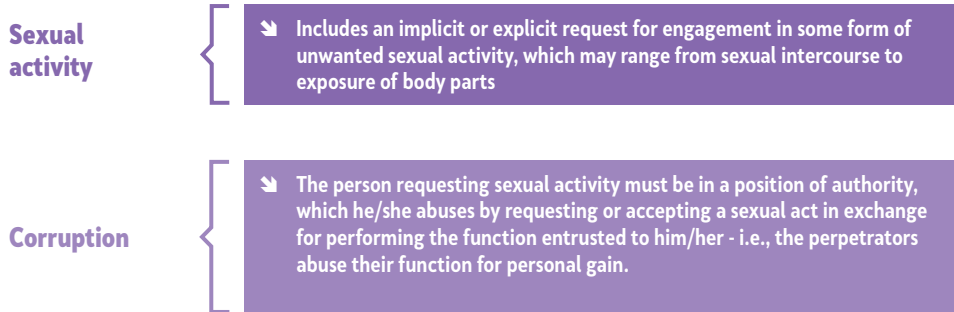 Sexual
activity
Includes an implicit or explicit request for engagement in some form of
unwanted sexual activity, which may range from sexual intercourse to
exposure of body parts
Corruption
The person requesting sexual activity must be in a position of authority,
which he/she abuses by requesting or accepting a sexual act in exchange
for performing the function entrusted to him/her - i.e., the perpetrators
abuse their function for personal gain.